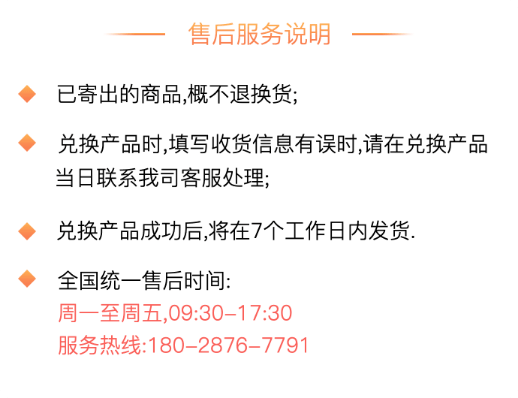 售后服务说明
已寄出的商品,概不退换货;
兑换产品时,填写收货信息有误时,请在兑换产品
当日联系我司客服处理;
兑换产品成功后,将在7个工作日内发货.
全国统一售后时间:
周一至周五,09:30-17:30
服务热线:180-2876-7791